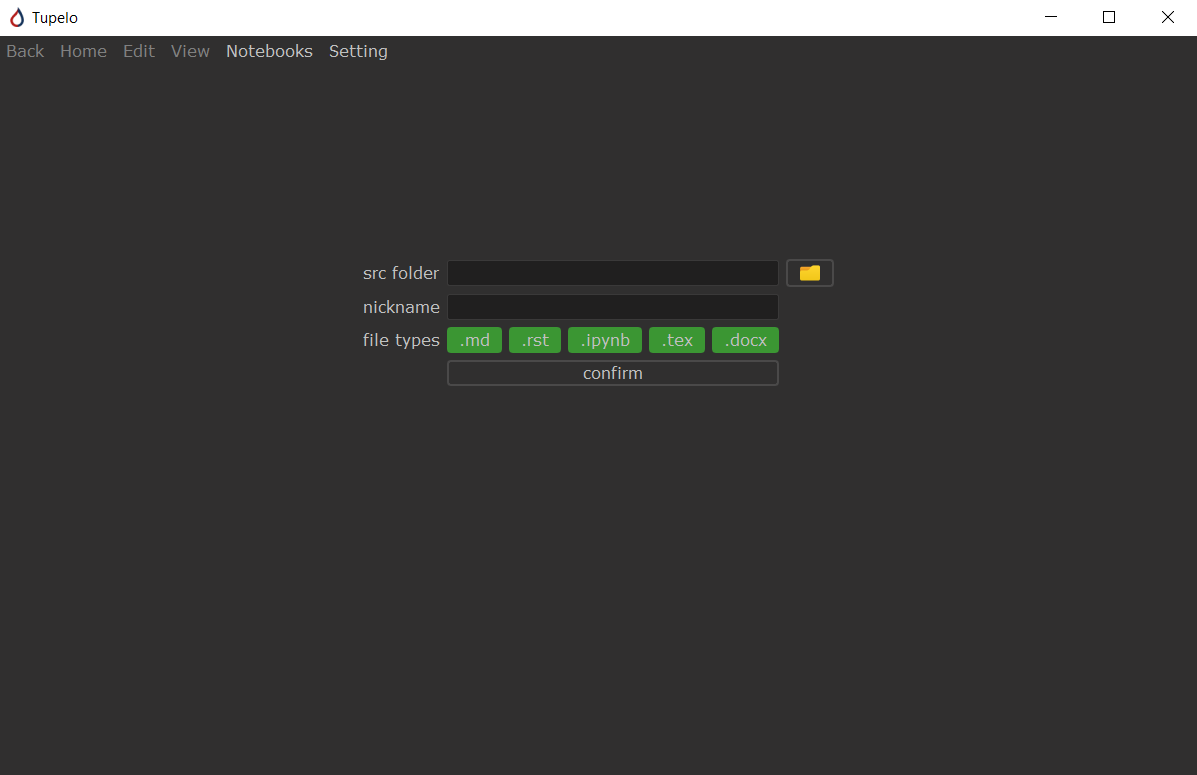 Tupelo
Back Home Edit View Notebooks Setting
src folder
nickname
file types .md .rst .ipynb .tex .docx
confirm